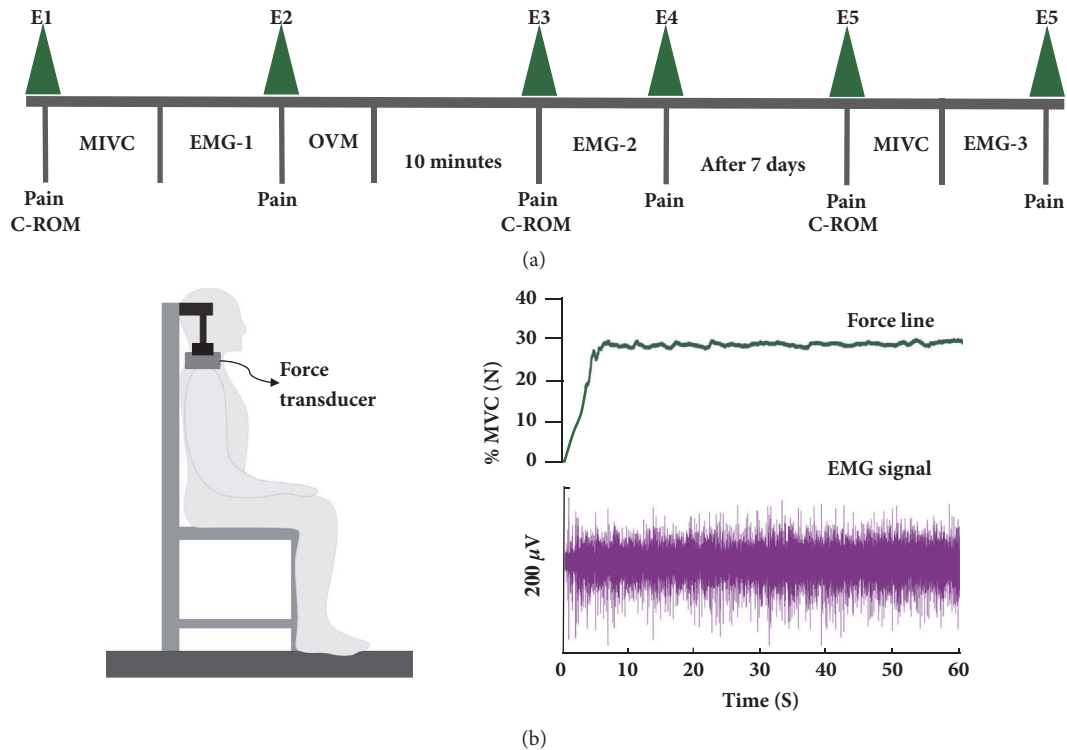 E1 E2 E3 E4 E5 E5
MIVC EMG-1 OVM 10 minutes EMG-2 After 7 days MIVC EMG-3
Pain Pain Pain Pain Pain Pain
C-ROM C-ROM C-ROM
(a)
Force
transducer
% MVC (N)
40
30
20
10
0
Force line
EMG signal
200 µV
0 10 20 30 40 50 60
Time (S)
(b)